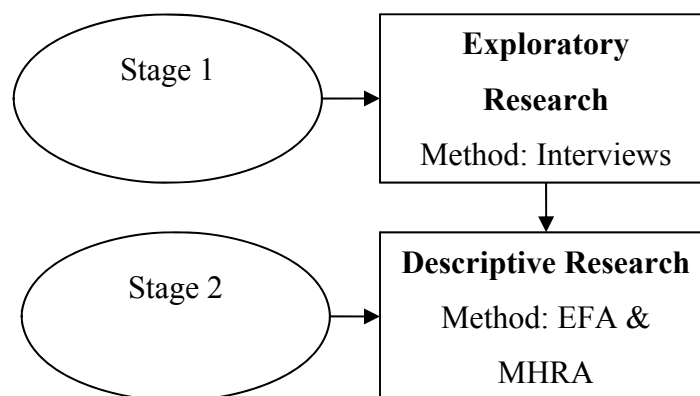 Stage 1
Exploratory
Research
Method: Interviews
Stage 2
Descriptive Research
Method: EFA &
MHRA